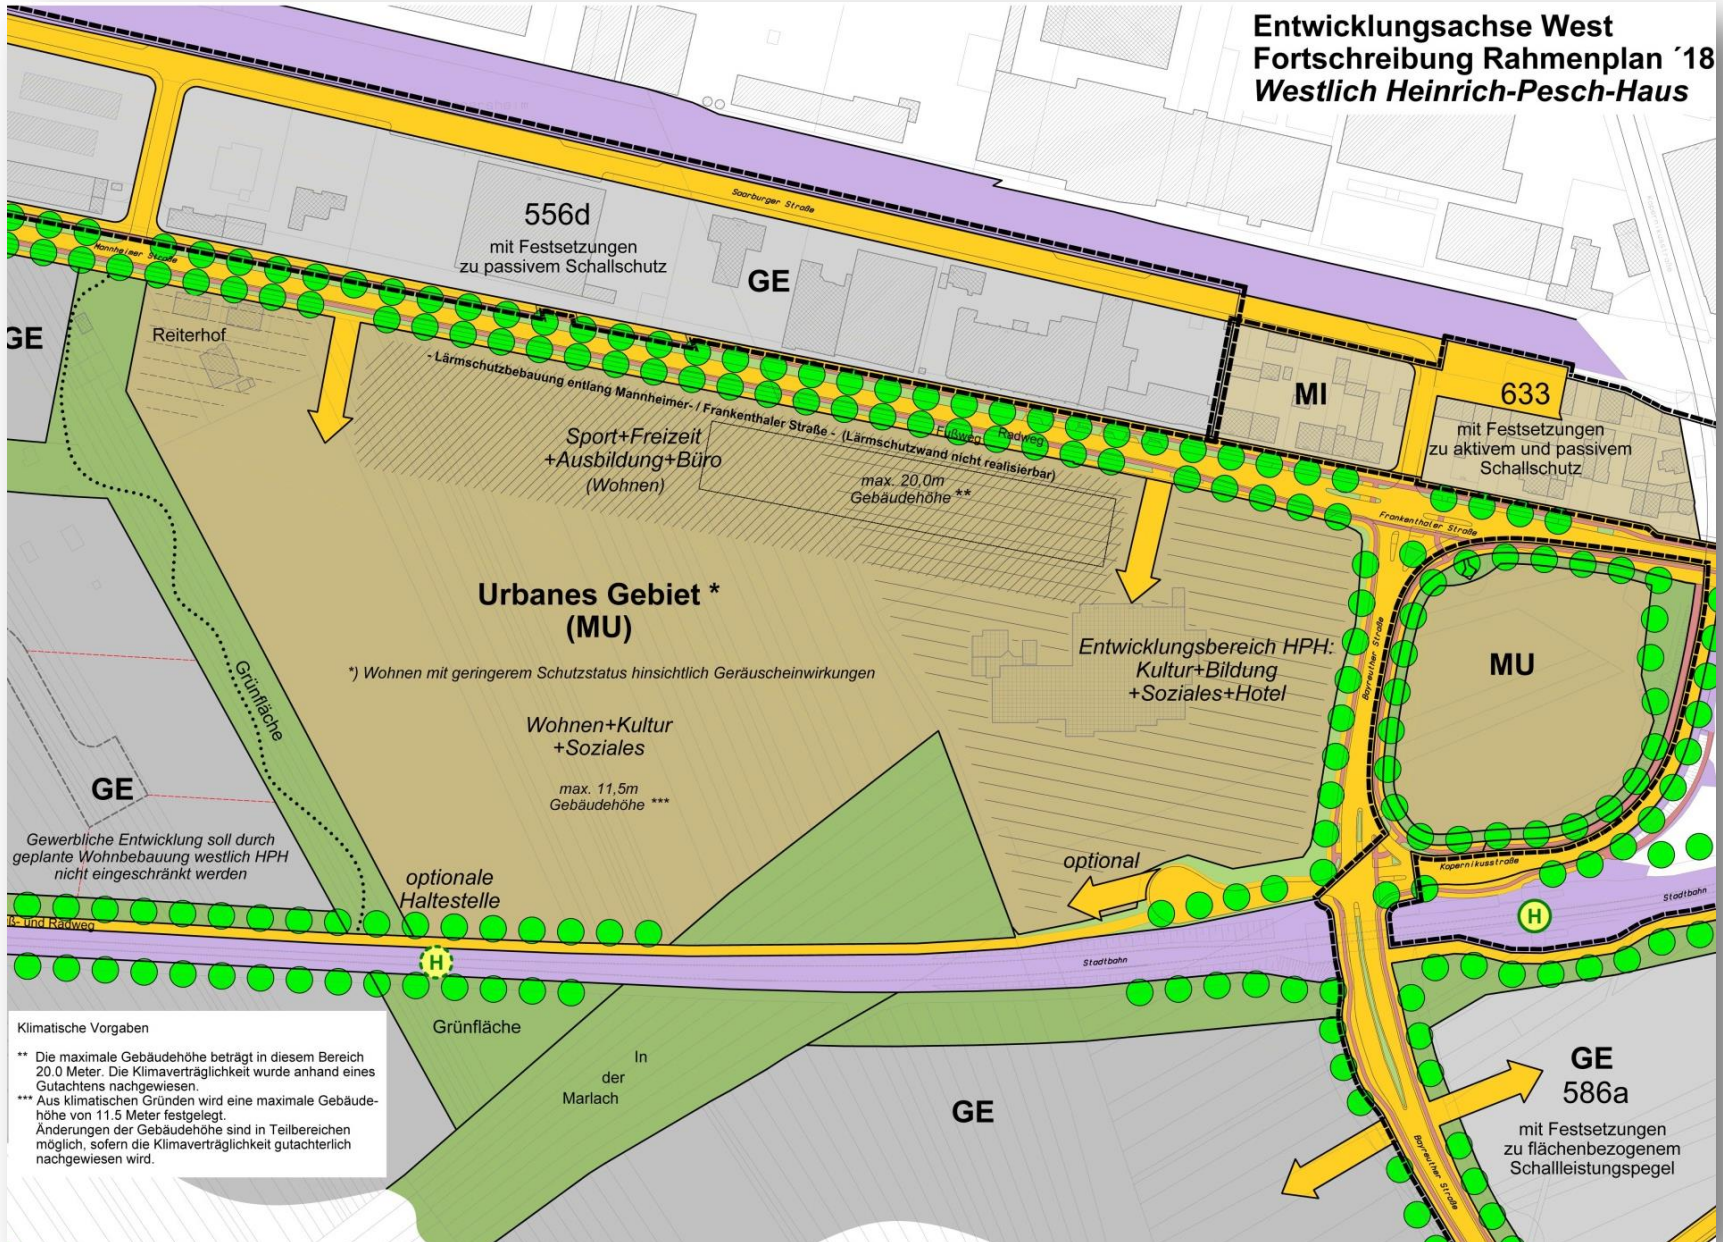 Entwicklungsachse West
Fortschreibung Rahmenplan ´18
Westlich Heinrich-Pesch-Haus
Saarburger Straße
556d
mit Festsetzungen
zu passivem Schallschutz
GE
Mannheimer Straße
GE
Reiterhof
- Lärmschutzbebauung entlang Mannheimer- / Frankenthaler Straße - (Lärmschutzwand nicht realisierbar)
Fußweg
Radweg
MI
633
mit Festsetzungen
zu aktivem und passivem
Schallschutz
Sport+Freizeit
+Ausbildung+Büro
(Wohnen)
max. 20,0m
Gebäudehöhe **
Frankenthaler Straße
Urbanes Gebiet *
(MU)
*) Wohnen mit geringerem Schutzstatus hinsichtlich Geräuscheinwirkungen
Entwicklungsbereich HPH:
Kultur+Bildung
+Soziales+Hotel
Bayreuther Straße
MU
Grünfläche
Wohnen+Kultur
+Soziales
max. 11,5m
Gebäudehöhe ***
GE
Gewerbliche Entwicklung soll durch
geplante Wohnbebauung westlich HPH
nicht eingeschränkt werden
optionale
Haltestelle
optional
Kopernikusstraße
Stadtbahn
H
ß- und Radweg
H
Stadtbahn
Grünfläche
In
der
Marlach
GE
GE
586a
mit Festsetzungen
zu flächenbezogenem
Schallleistungspegel
Bayreuther Straße
Klimatische Vorgaben
** Die maximale Gebäudehöhe beträgt in diesem Bereich
20.0 Meter. Die Klimaverträglichkeit wurde anhand eines
Gutachtens nachgewiesen.
*** Aus klimatischen Gründen wird eine maximale Gebäude-
höhe von 11.5 Meter festgelegt.
Änderungen der Gebäudehöhe sind in Teilbereichen
möglich, sofern die Klimaverträglichkeit gutachterlich
nachgewiesen wird.